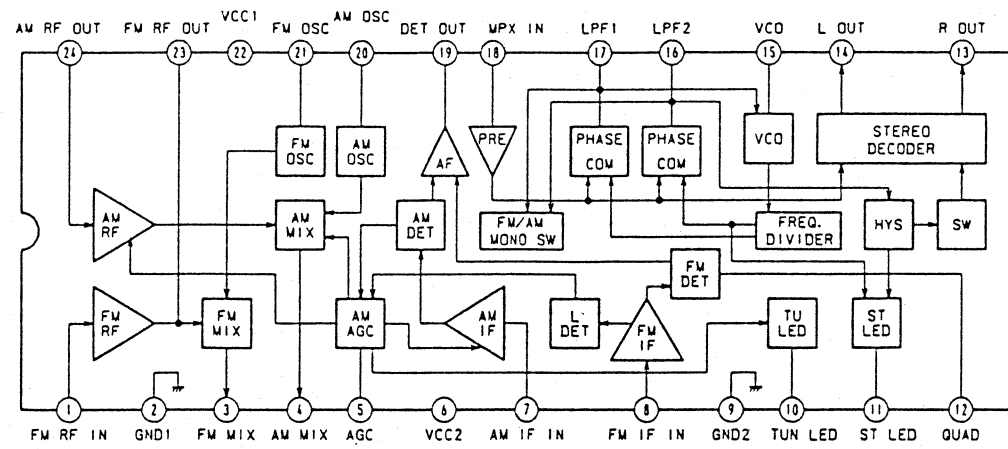 AM RF OUT FM RF OUT VCC1 FM OSC AM OSC DET OUT MPX IN LPF1 LPF2 VCO L OUT R OUT
24 23 22 21 20 19 18 17 16 15 14 13
FM OSC
AM OSC
AF
PRE
PHASE COM
PHASE COM
VCO
STEREO DECODER
AM RF
AM MIX
AM DET
FM/AM MONO SW
FREQ. DIVIDER
HYS
SW
FM DET
FM RF
FM MIX
AM AGC
AM IF
L DET
FM IF
TU LED
ST LED
1 2 3 4 5 6 7 8 9 10 11 12
FM RF IN GND1 FM MIX AM MIX AGC VCC2 AM IF IN FM IF IN GND2 TUN LED ST LED QUAD